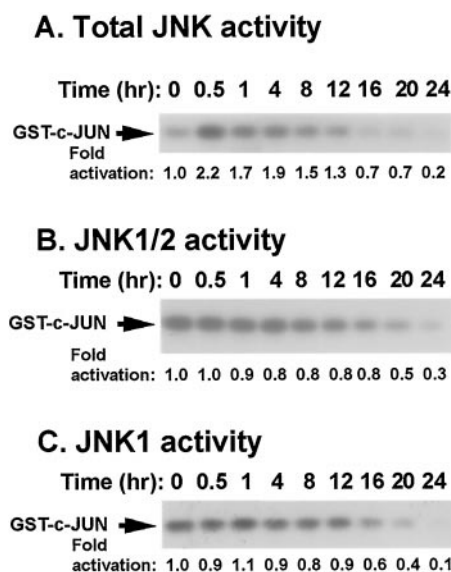 A. Total JNK activity
Time (hr): 0 0.5 1 4 8 12 16 20 24
GST-c-JUN
Fold
activation: 1.0 2.2 1.7 1.9 1.5 1.3 0.7 0.7 0.2
B. JNK1/2 activity
Time (hr): 0 0.5 1 4 8 12 16 20 24
GST-c-JUN
Fold
activation: 1.0 1.0 0.9 0.8 0.8 0.8 0.8 0.5 0.3
C. JNK1 activity
Time (hr): 0 0.5 1 4 8 12 16 20 24
GST-c-JUN
Fold
activation: 1.0 0.9 1.1 0.9 0.8 0.9 0.6 0.4 0.1